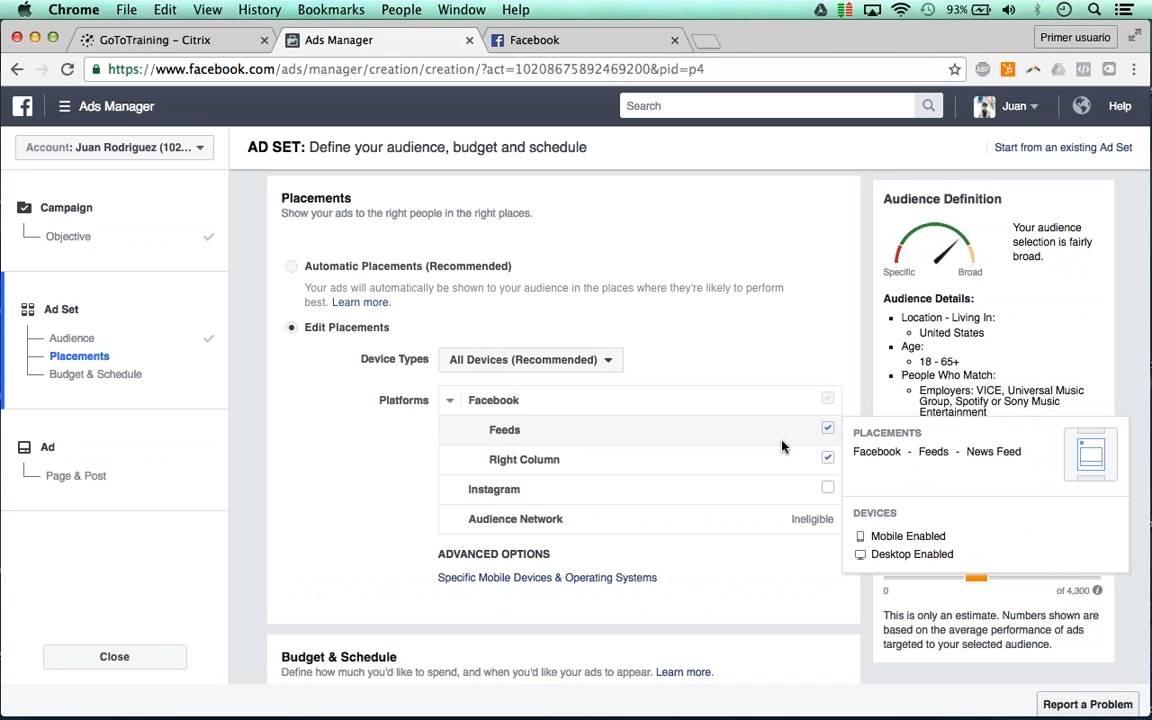 Chrome File Edit View History Bookmarks People Window Help 93%
GoToTraining - Citrix × Ads Manager × Facebook × Primer usuario
https://www.facebook.com/ads/manager/creation/creation/?act=10208675892469200&pid=p4
Ads Manager Search Juan Help
Account: Juan Rodriguez (102... AD SET: Define your audience, budget and schedule Start from an existing Ad Set
Campaign
Objective
Ad Set
Audience
Placements
Budget & Schedule
Ad
Page & Post
Close
Placements
Show your ads to the right people in the right places.
Automatic Placements (Recommended)
Your ads will automatically be shown to your audience in the places where they're likely to perform
best. Learn more.
Edit Placements
Device Types All Devices (Recommended)
Platforms Facebook
Feeds
Right Column
Instagram
Audience Network Ineligible
ADVANCED OPTIONS
Specific Mobile Devices & Operating Systems
Budget & Schedule
Define how much you'd like to spend, and when you'd like your ads to appear. Learn more.
Audience Definition
Your audience
selection is fairly
broad.
Specific Broad
Audience Details:
Location - Living In:
United States
Age:
18 - 65+
People Who Match:
Employers: VICE, Universal Music
Group, Spotify or Sony Music
Entertainment
PLACEMENTS
Facebook - Feeds - News Feed
DEVICES
Mobile Enabled
Desktop Enabled
0 of 4,300
This is only an estimate. Numbers shown are
based on the average performance of ads
targeted to your selected audience.
Report a Problem